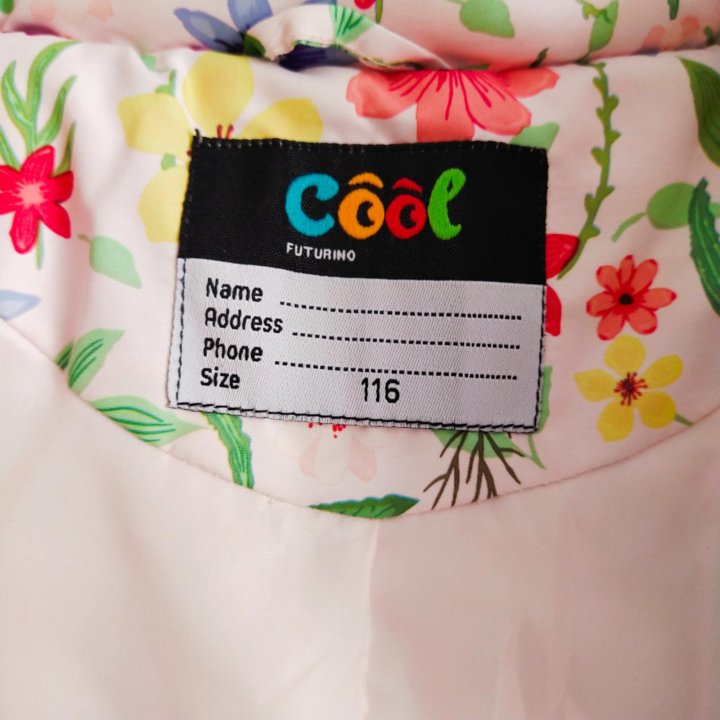 cool
FUTURINO
Name
Address
Phone
Size 116